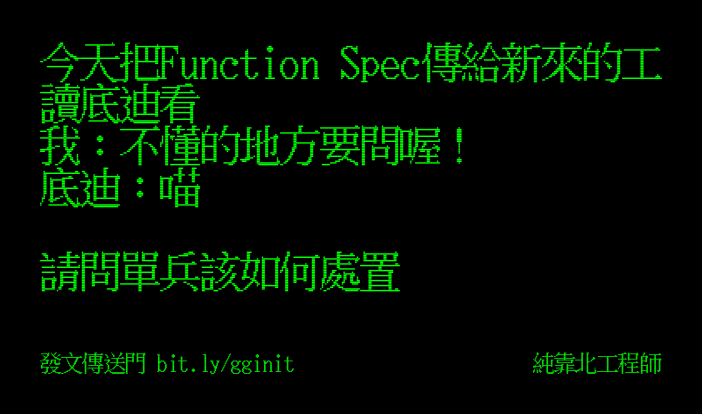 今天把Function Spec傳給新來的工
讀底迪看
我：不懂的地方要問喔！
底迪：喵
請問單兵該如何處置
發文傳送門 bit.ly/gginit
純靠北工程師